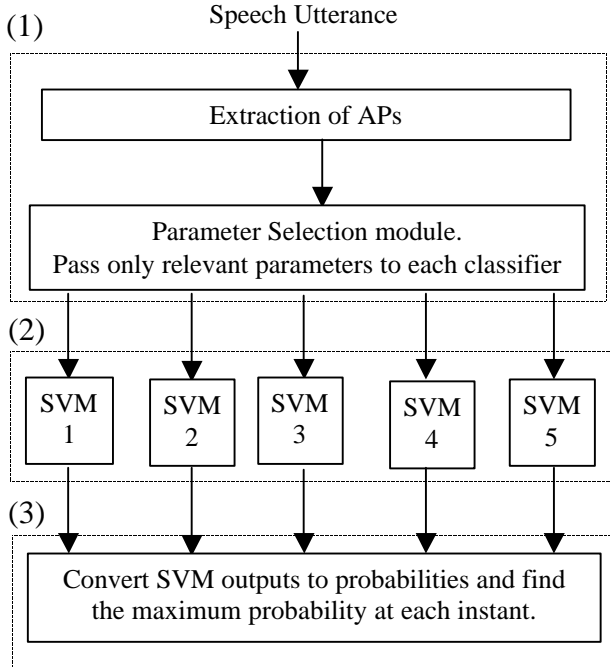 Speech Utterance
(1)
Extraction of APs
Parameter Selection module.
Pass only relevant parameters to each classifier
(2)
SVM
1
SVM
2
SVM
3
SVM
4
SVM
5
(3)
Convert SVM outputs to probabilities and find
the maximum probability at each instant.